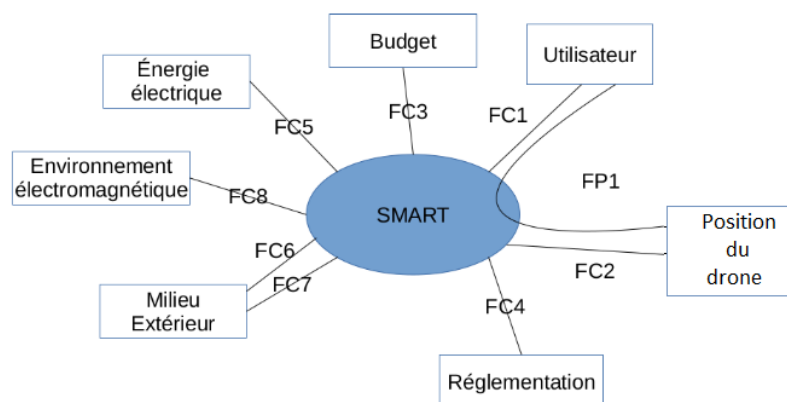 Budget
Utilisateur
Énergie
électrique
FC5
FC3
FC1
Environnement
électromagnétique
FC8
SMART
FP1
Position
du
drone
FC6
FC7
FC2
Milieu
Extérieur
FC4
Réglementation